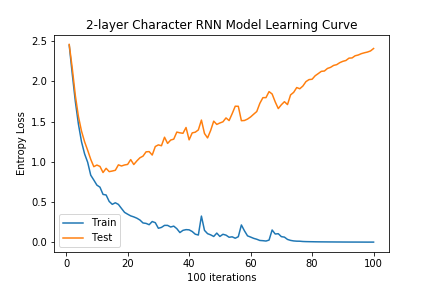 2-layer Character RNN Model Learning Curve
Entropy Loss
2.5
2.0
1.5
1.0
0.5
0.0
Train
Test
0 20 40 60 80 100
100 iterations